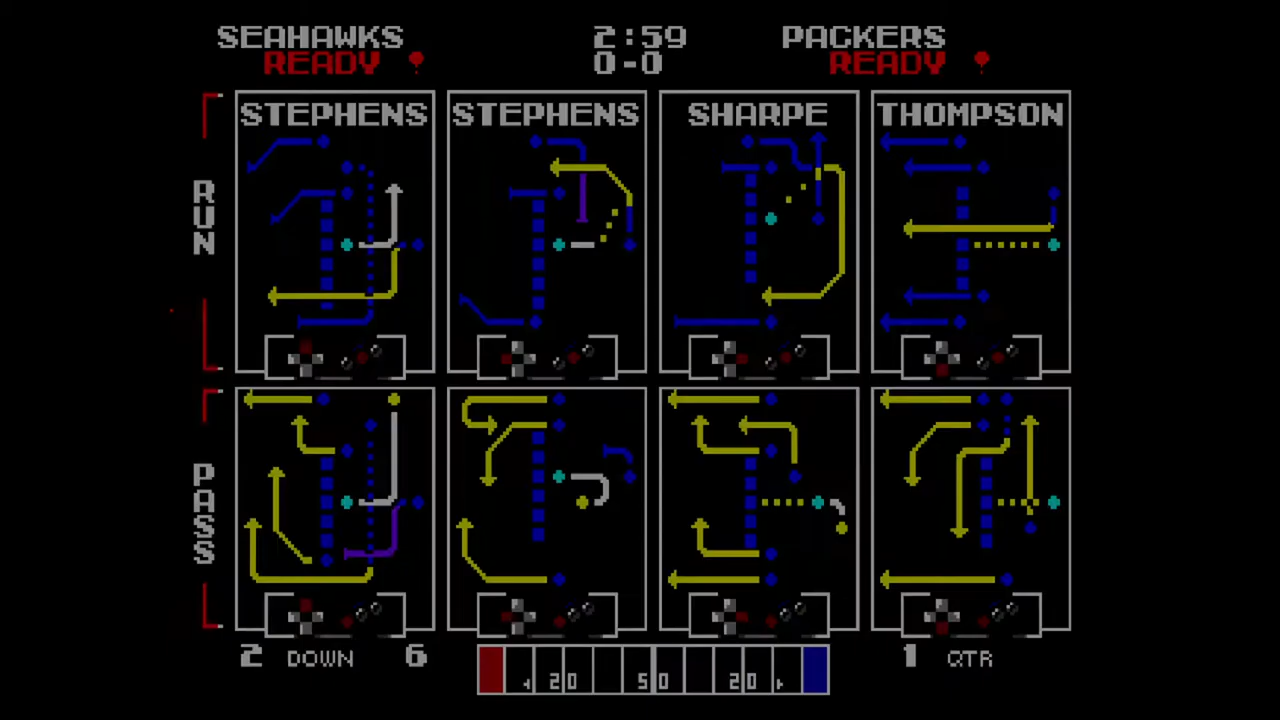 SEAHAWKS 2:59 PACKERS
READY 0-0 READY
STEPHENS STEPHENS SHARPE THOMPSON
RUN
PASS
2 DOWN 6 1 QTR
20 50 20